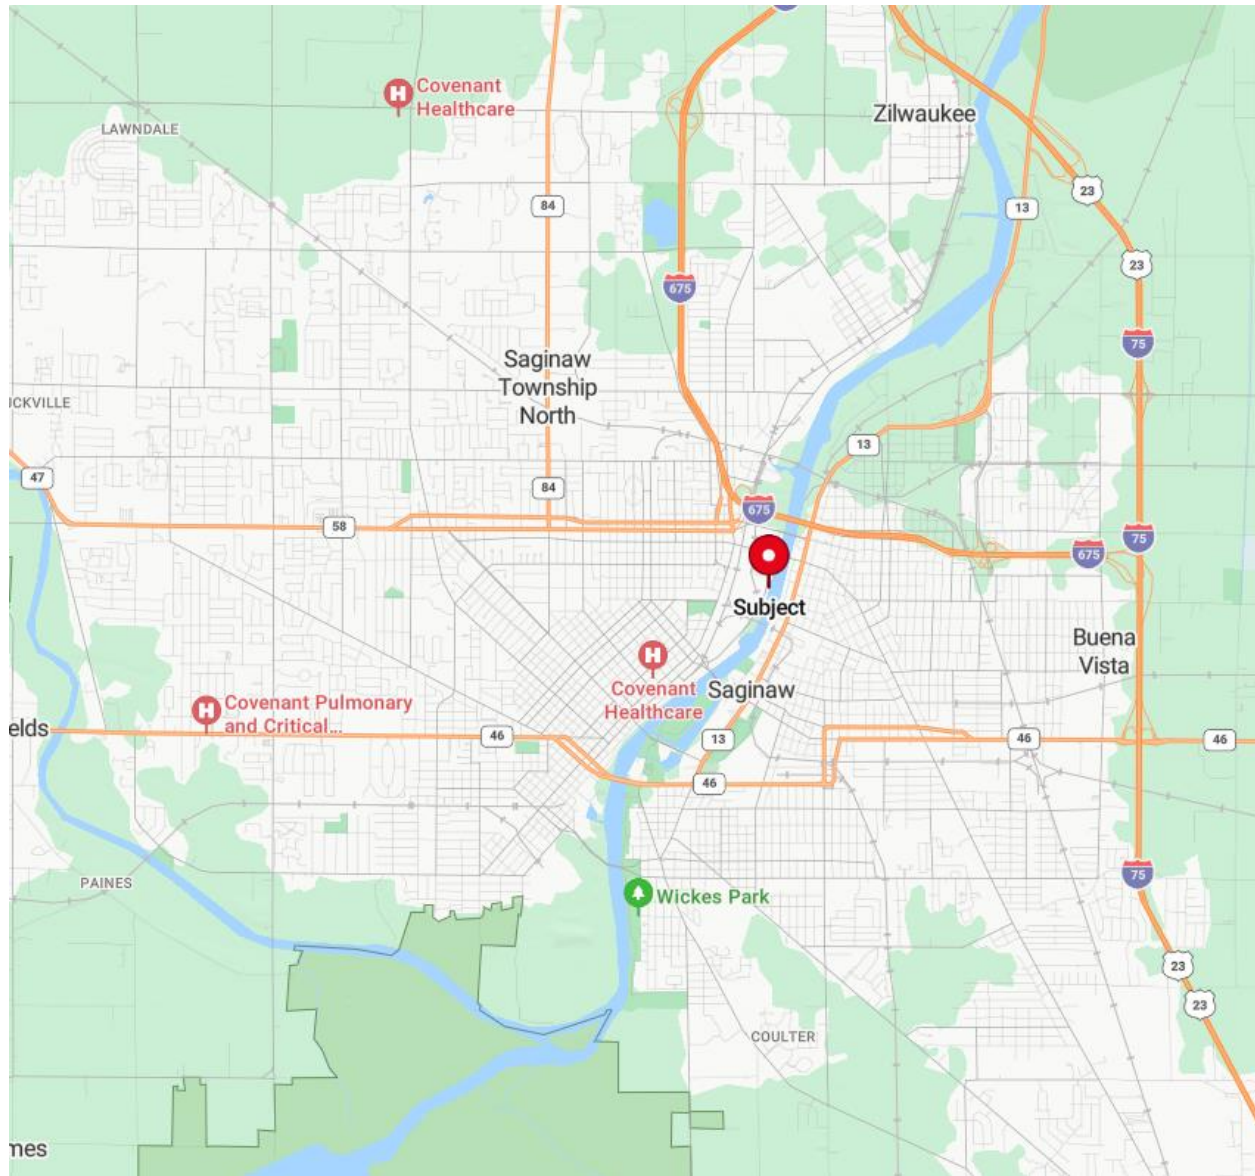 Covenant
Healthcare
Zilwaukee
LAWNDALE
23
84
13
23
675
75
Saginaw
Township
North
UCKVILLE
13
47
84
675
58
75
675
Subject
Buena
Vista
Covenant
Healthcare
Saginaw
Covenant Pulmonary
and Critical...
elds
46
13
46
46
46
75
PAINES
Wickes Park
23
23
COULTER
mes